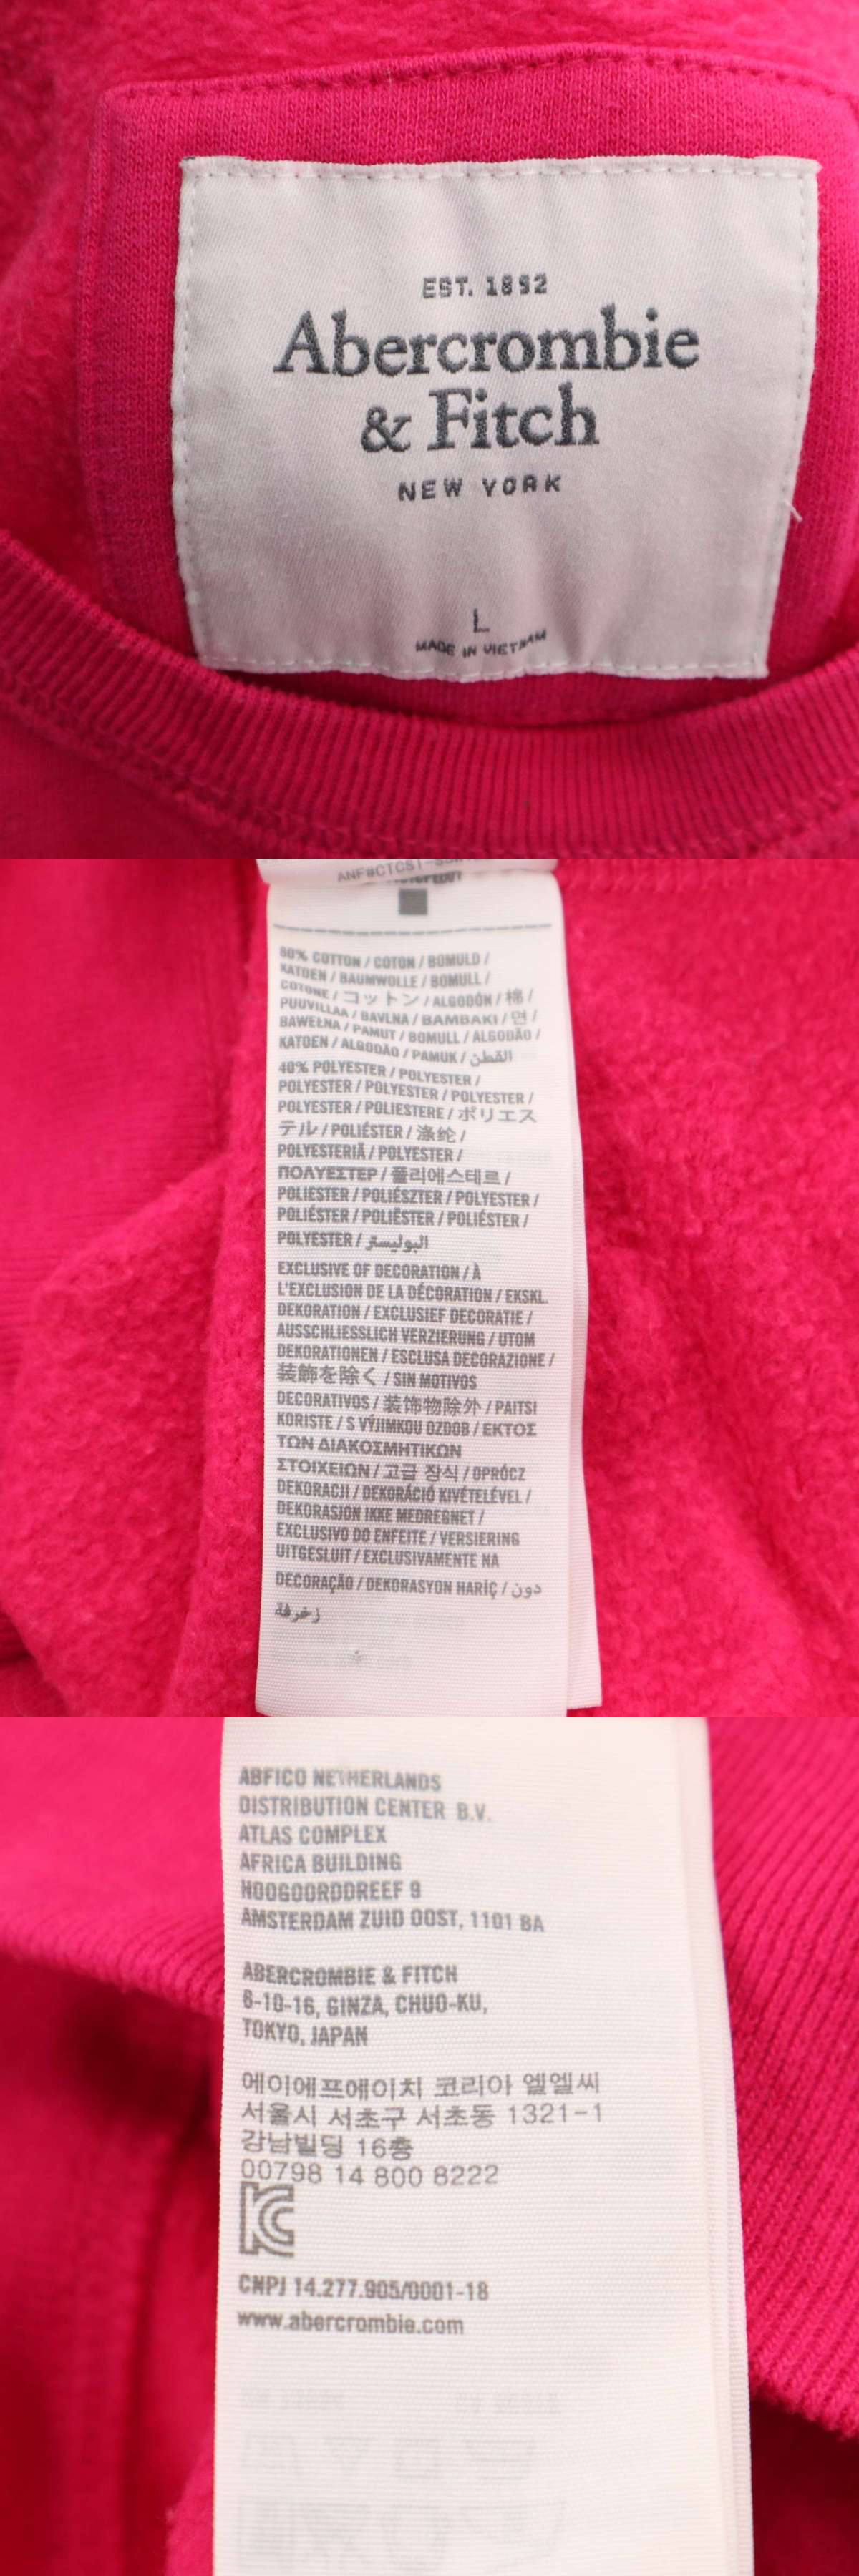 EST. 1892
Abercrombie
& Fitch
NEW YORK
L
MADE IN VIETNAM
60% COTTON / COTON / BOMULD /
KATOEN / BAUMWOLLE / BOMULL /
COTONE / コットン / ALGODÓN / 棉 /
PUUVILLAA / BAVLNA / BAMBAKI / 면 /
BAWEŁNA / PAMUT / BOMULL / ALGODÃO /
KATOEN / ALGODÃO / PAMUK / القطن
40% POLYESTER / POLYESTER /
POLYESTER / POLYESTER / POLYESTER /
POLYESTER / POLIESTERE / ポリエス
テル / POLIÉSTER / 涤纶 /
POLYESTERIÄ / POLYESTER /
ΠΟΛΥΕΣΤΕΡ / 폴리에스테르 /
POLIESTER / POLIÉSZTER / POLYESTER /
POLIÉSTER / POLIËSTER / POLIÉSTER /
POLYESTER / البوليستر
EXCLUSIVE OF DECORATION / À
L'EXCLUSION DE LA DÉCORATION / EKSKL.
DEKORATION / EXCLUSIEF DECORATIE /
AUSSCHLIESSLICH VERZIERUNG / UTOM
DEKORATIONEN / ESCLUSA DECORAZIONE /
装飾を除く / SIN MOTIVOS
DECORATIVOS / 装饰物除外 / PAITSI
KORISTE / S VÝJIMKOU OZDOB / ΕΚΤΟΣ
ΤΩΝ ΔΙΑΚΟΣΜΗΤΙΚΩΝ
ΣΤΟΙΧΕΙΩΝ / 고급 장식 / OPRÓCZ
DEKORACJI / DEKORÁCIÓ KIVÉTELÉVEL /
DEKORASJON IKKE MEDREGNET /
EXCLUSIVO DO ENFEITE / VERSIERING
UITGESLUIT / EXCLUSIVAMENTE NA
DECORAÇÃO / DEKORASYON HARİÇ / دون
زخرفة
ABFICO NETHERLANDS
DISTRIBUTION CENTER B.V.
ATLAS COMPLEX
AFRICA BUILDING
HOOGOORDDREEF 9
AMSTERDAM ZUID OOST, 1101 BA
ABERCROMBIE & FITCH
6-10-16, GINZA, CHUO-KU,
TOKYO, JAPAN
에이에프에이치 코리아 엘엘씨
서울시 서초구 서초동 1321-1
강남빌딩 16층
00798 14 800 8222
KC
CNPJ 14.277.905/0001-18
www.abercrombie.com